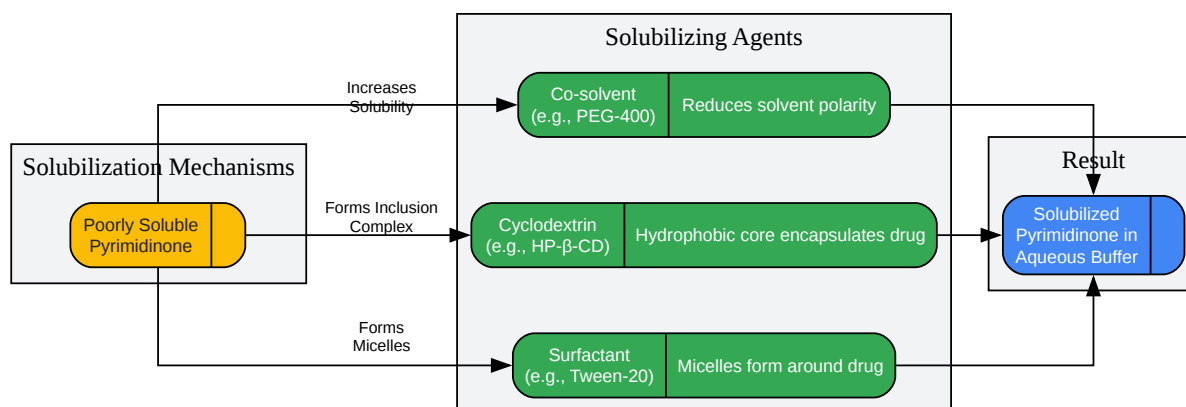 Solubilizing Agents
Increases
Solubility
Co-solvent
(e.g., PEG-400)
Reduces solvent polarity
Solubilization Mechanisms
Result
Poorly Soluble
Pyrimidinone
Forms Inclusion
Complex
Cyclodextrin
(e.g., HP-β-CD)
Hydrophobic core encapsulates drug
Solubilized
Pyrimidinone in
Aqueous Buffer
Forms
Micelles
Surfactant
(e.g., Tween-20)
Micelles form around drug